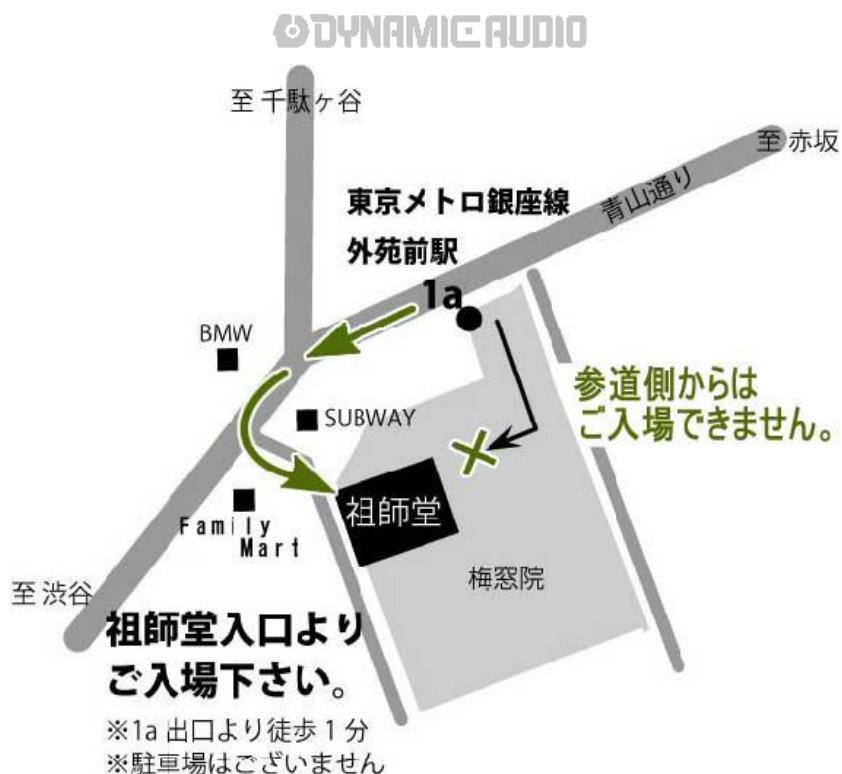 DYNAMIC AUDIO
至 千駄ヶ谷
至 赤坂
青山通り
東京メトロ銀座線
外苑前駅
1a
BMW
SUBWAY
参道側からは
ご入場できません。
祖師堂
Family
Mart
梅窓院
至 渋谷
祖師堂入口より
ご入場下さい。
※1a 出口より徒歩 1 分
※駐車場はございません